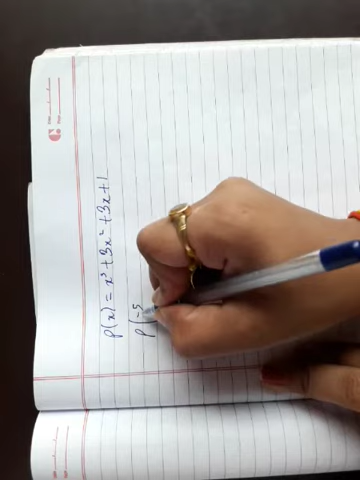 p(x) = x³ + 3x² + 3x + 1
p(-5